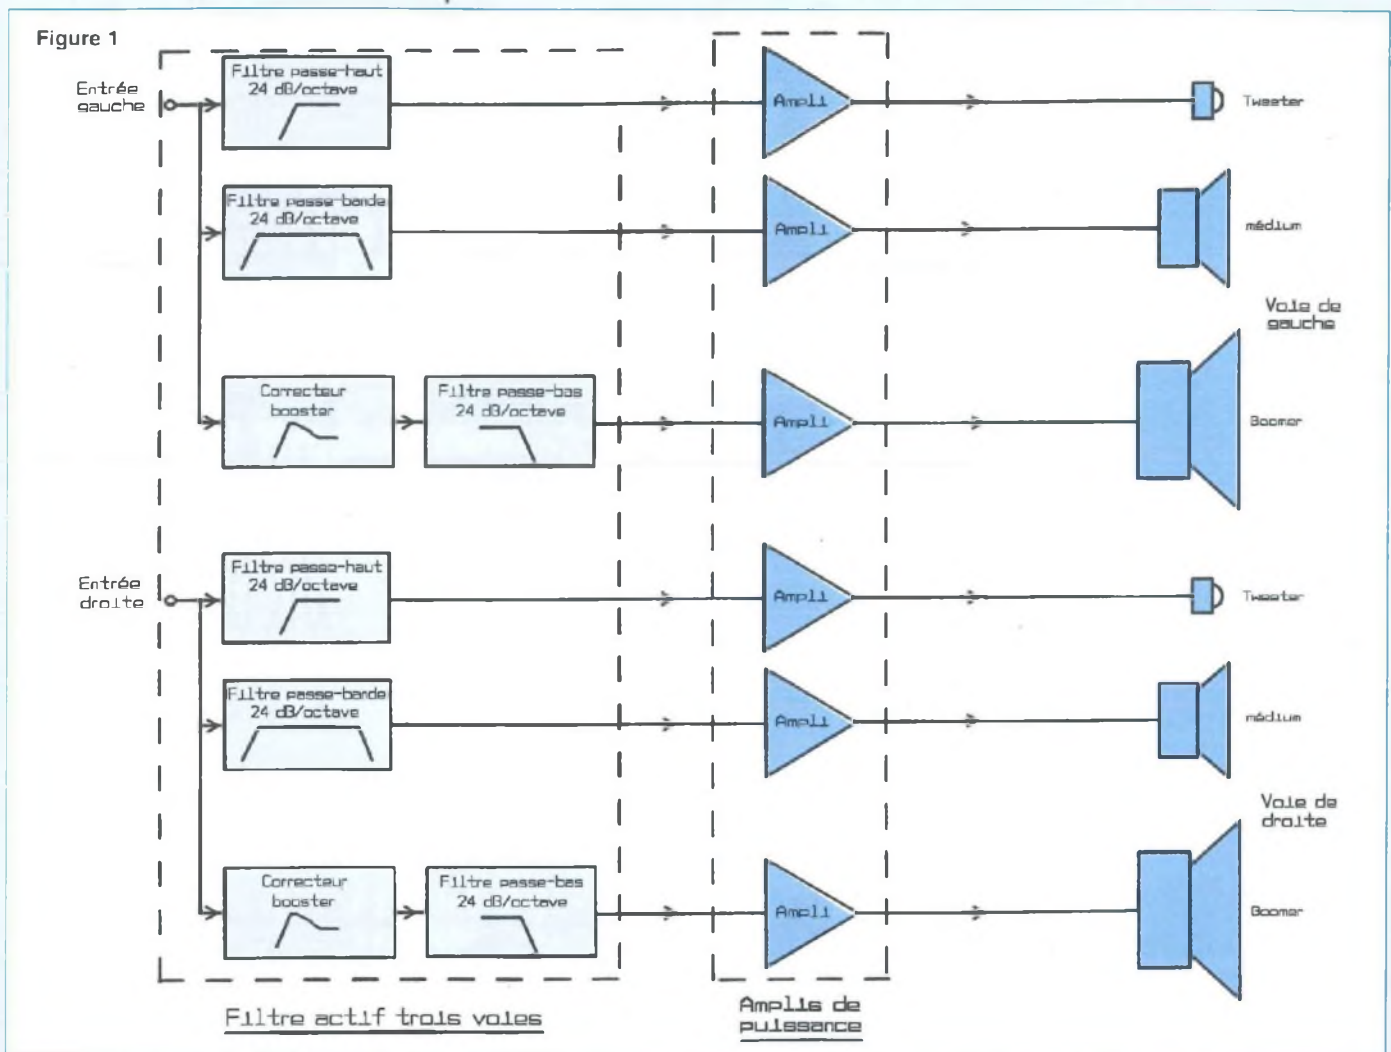 Figure 1
Entrée
gauche
Filtre passe-haut
24 dB/octave
Ampli
Tweeter
Filtre passe-bande
24 dB/octave
Ampli
médium
Voie de
gauche
Correcteur
booster
Filtre passe-bas
24 dB/octave
Ampli
Boomer
Entrée
droite
Filtre passe-haut
24 dB/octave
Ampli
Tweeter
Filtre passe-bande
24 dB/octave
Ampli
médium
Voie de
droite
Correcteur
booster
Filtre passe-bas
24 dB/octave
Ampli
Boomer
Filtre actif trois voies
Amplis de
puissance